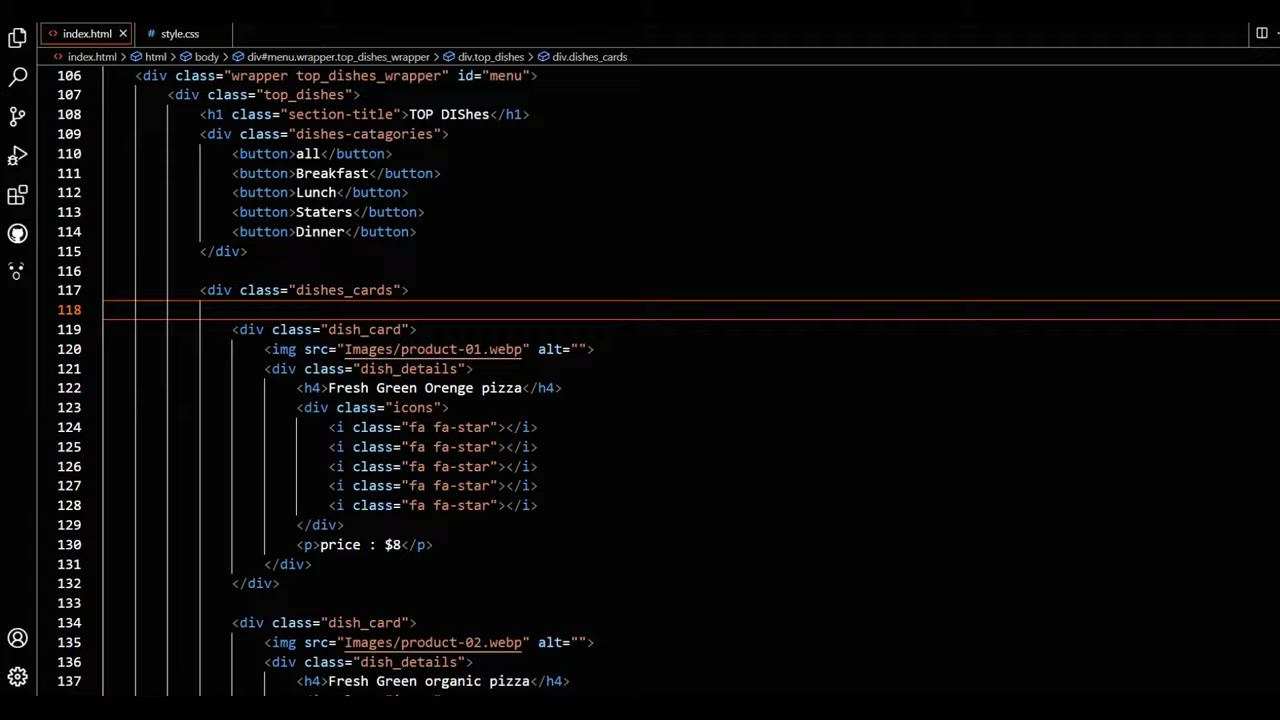 index.html
style.css
index.html html body div#menu.wrapper.top_dishes_wrapper div.top_dishes div.dishes_cards
106 <div class="wrapper top_dishes_wrapper" id="menu">
107 <div class="top_dishes">
108 <h1 class="section-title">TOP DIShes</h1>
109 <div class="dishes-catagories">
110 <button>all</button>
111 <button>Breakfast</button>
112 <button>Lunch</button>
113 <button>Staters</button>
114 <button>Dinner</button>
115 </div>
116
117 <div class="dishes_cards">
118
119 <div class="dish_card">
120 <img src="Images/product-01.webp" alt="">
121 <div class="dish_details">
122 <h4>Fresh Green Orenge pizza</h4>
123 <div class="icons">
124 <i class="fa fa-star"></i>
125 <i class="fa fa-star"></i>
126 <i class="fa fa-star"></i>
127 <i class="fa fa-star"></i>
128 <i class="fa fa-star"></i>
129 </div>
130 <p>price : $8</p>
131 </div>
132 </div>
133
134 <div class="dish_card">
135 <img src="Images/product-02.webp" alt="">
136 <div class="dish_details">
137 <h4>Fresh Green organic pizza</h4>